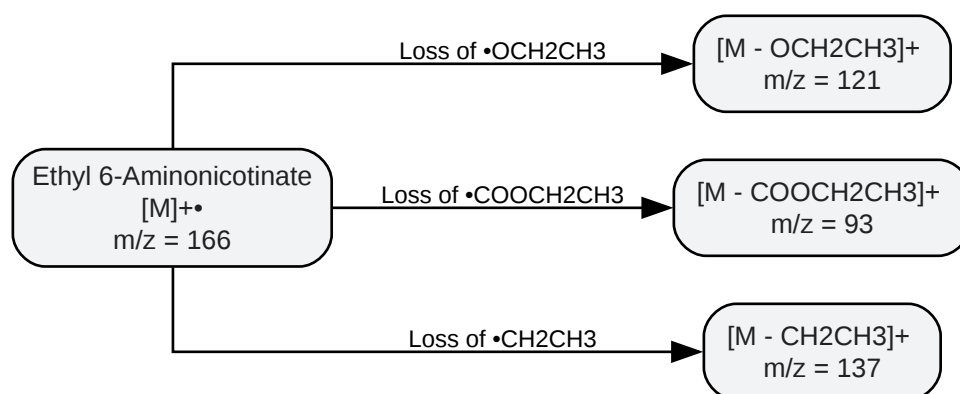 Loss of •OCH2CH3
[M - OCH2CH3]+
m/z = 121
Ethyl 6-Aminonicotinate
[M]+•
m/z = 166
Loss of •COOCH2CH3
[M - COOCH2CH3]+
m/z = 93
Loss of •CH2CH3
[M - CH2CH3]+
m/z = 137